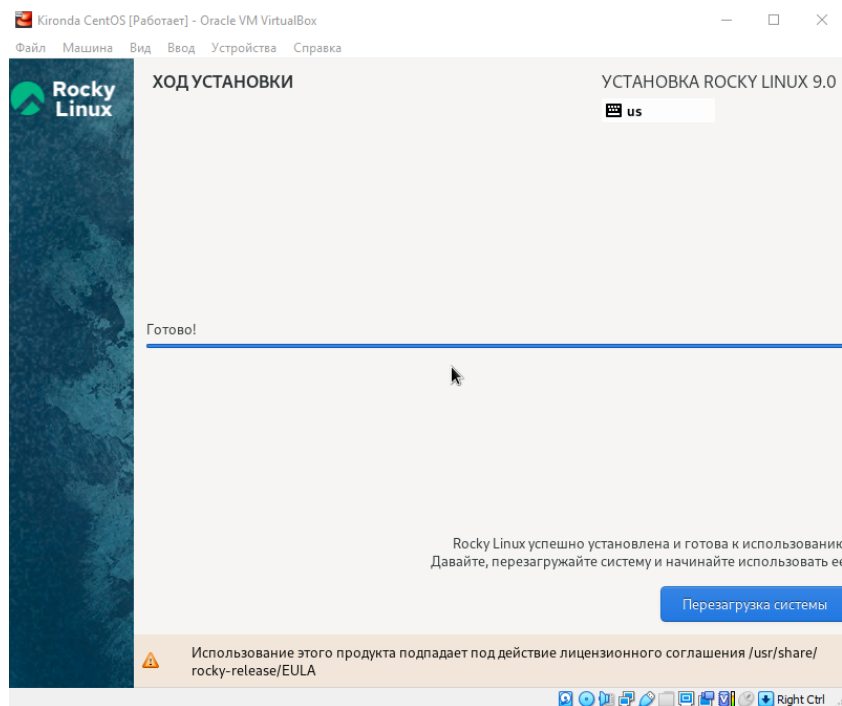 Kironda CentOS [Работает] - Oracle VM VirtualBox
Файл Машина Вид Ввод Устройства Справка
Rocky
Linux
ХОД УСТАНОВКИ
УСТАНОВКА ROCKY LINUX 9.0
us
Готово!
Rocky Linux успешно установлена и готова к использованию
Давайте, перезагружайте систему и начинайте использовать её
Перезагрузка системы
Использование этого продукта подпадает под действие лицензионного соглашения /usr/share/
rocky-release/EULA
Right Ctrl